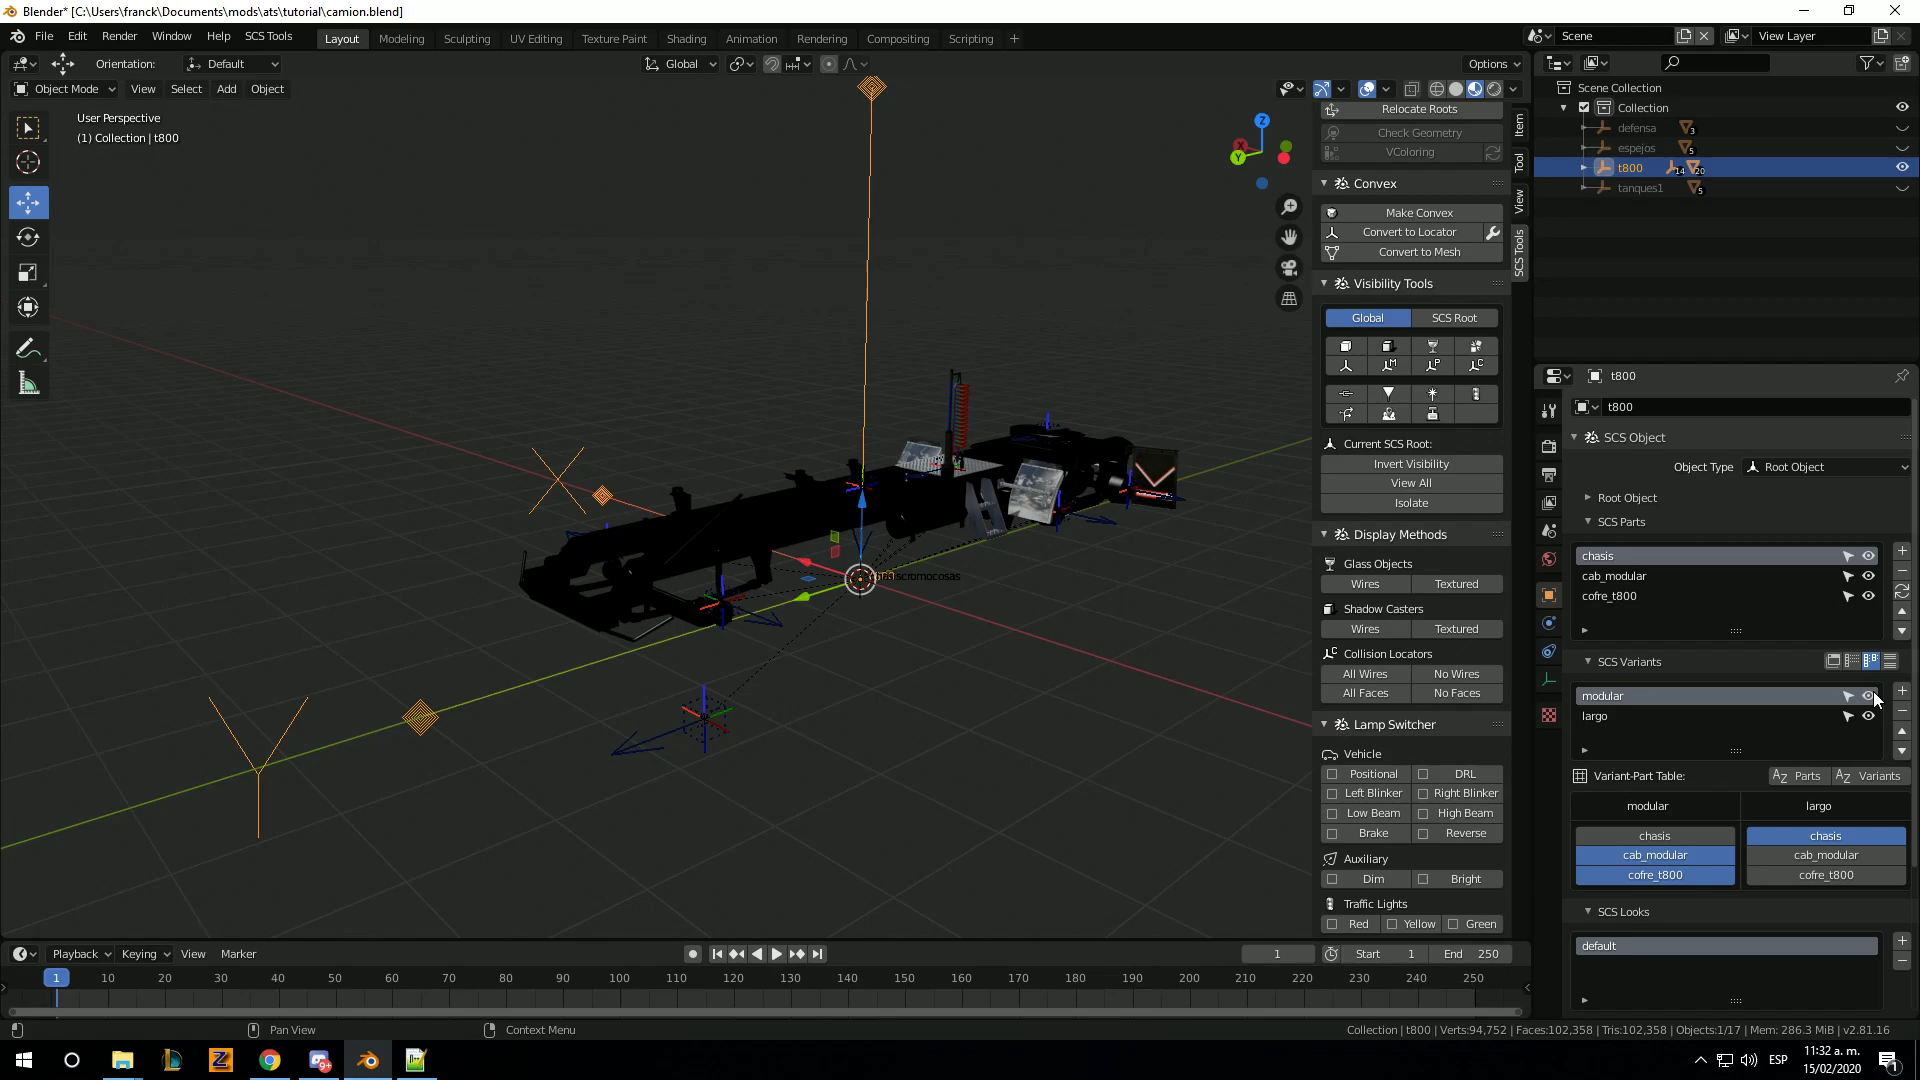 Blender* [C:\Users\franck\Documents\mods\ats\tutorial\camion.blend]
File Edit Render Window Help SCS Tools
Layout Modeling Sculpting UV Editing Texture Paint Shading Animation Rendering Compositing Scripting
Scene View Layer
Orientation: Default
Global
Options
Object Mode View Select Add Object
User Perspective
(1) Collection | t800
Z
X
Y
Relocate Roots
Check Geometry
VColoring
Convex
Make Convex
Convert to Locator
Convert to Mesh
Visibility Tools
Global SCS Root
M P C
Current SCS Root:
Invert Visibility
View All
Isolate
Display Methods
Glass Objects
Wires Textured
Shadow Casters
Wires Textured
Collision Locators
All Wires No Wires
All Faces No Faces
Lamp Switcher
Vehicle
Positional DRL
Left Blinker Right Blinker
Low Beam High Beam
Brake Reverse
Auxiliary
Dim Bright
Traffic Lights
Red Yellow Green
Item
Tool
View
SCS Tools
Scene Collection
Collection
defensa 3
espejos 5
t800 14 20
tanques1 5
t800
t800
SCS Object
Object Type Root Object
Root Object
SCS Parts
chasis
cab_modular
cofre_t800
SCS Variants
modular
largo
Variant-Part Table: AZ Parts AZ Variants
modular largo
chasis chasis
cab_modular cab_modular
cofre_t800 cofre_t800
SCS Looks
default
Playback Keying View Marker
1 Start 1 End 250
1 10 20 30 40 50 60 70 80 90 100 110 120 130 140 150 160 170 180 190 200 210 220 230 240 250
Pan View Context Menu
Collection | t800 | Verts:94,752 | Faces:102,358 | Tris:102,358 | Objects:1/17 | Mem: 286.3 MiB | v2.81.16
9+
ESP
11:32 a. m.
15/02/2020
1